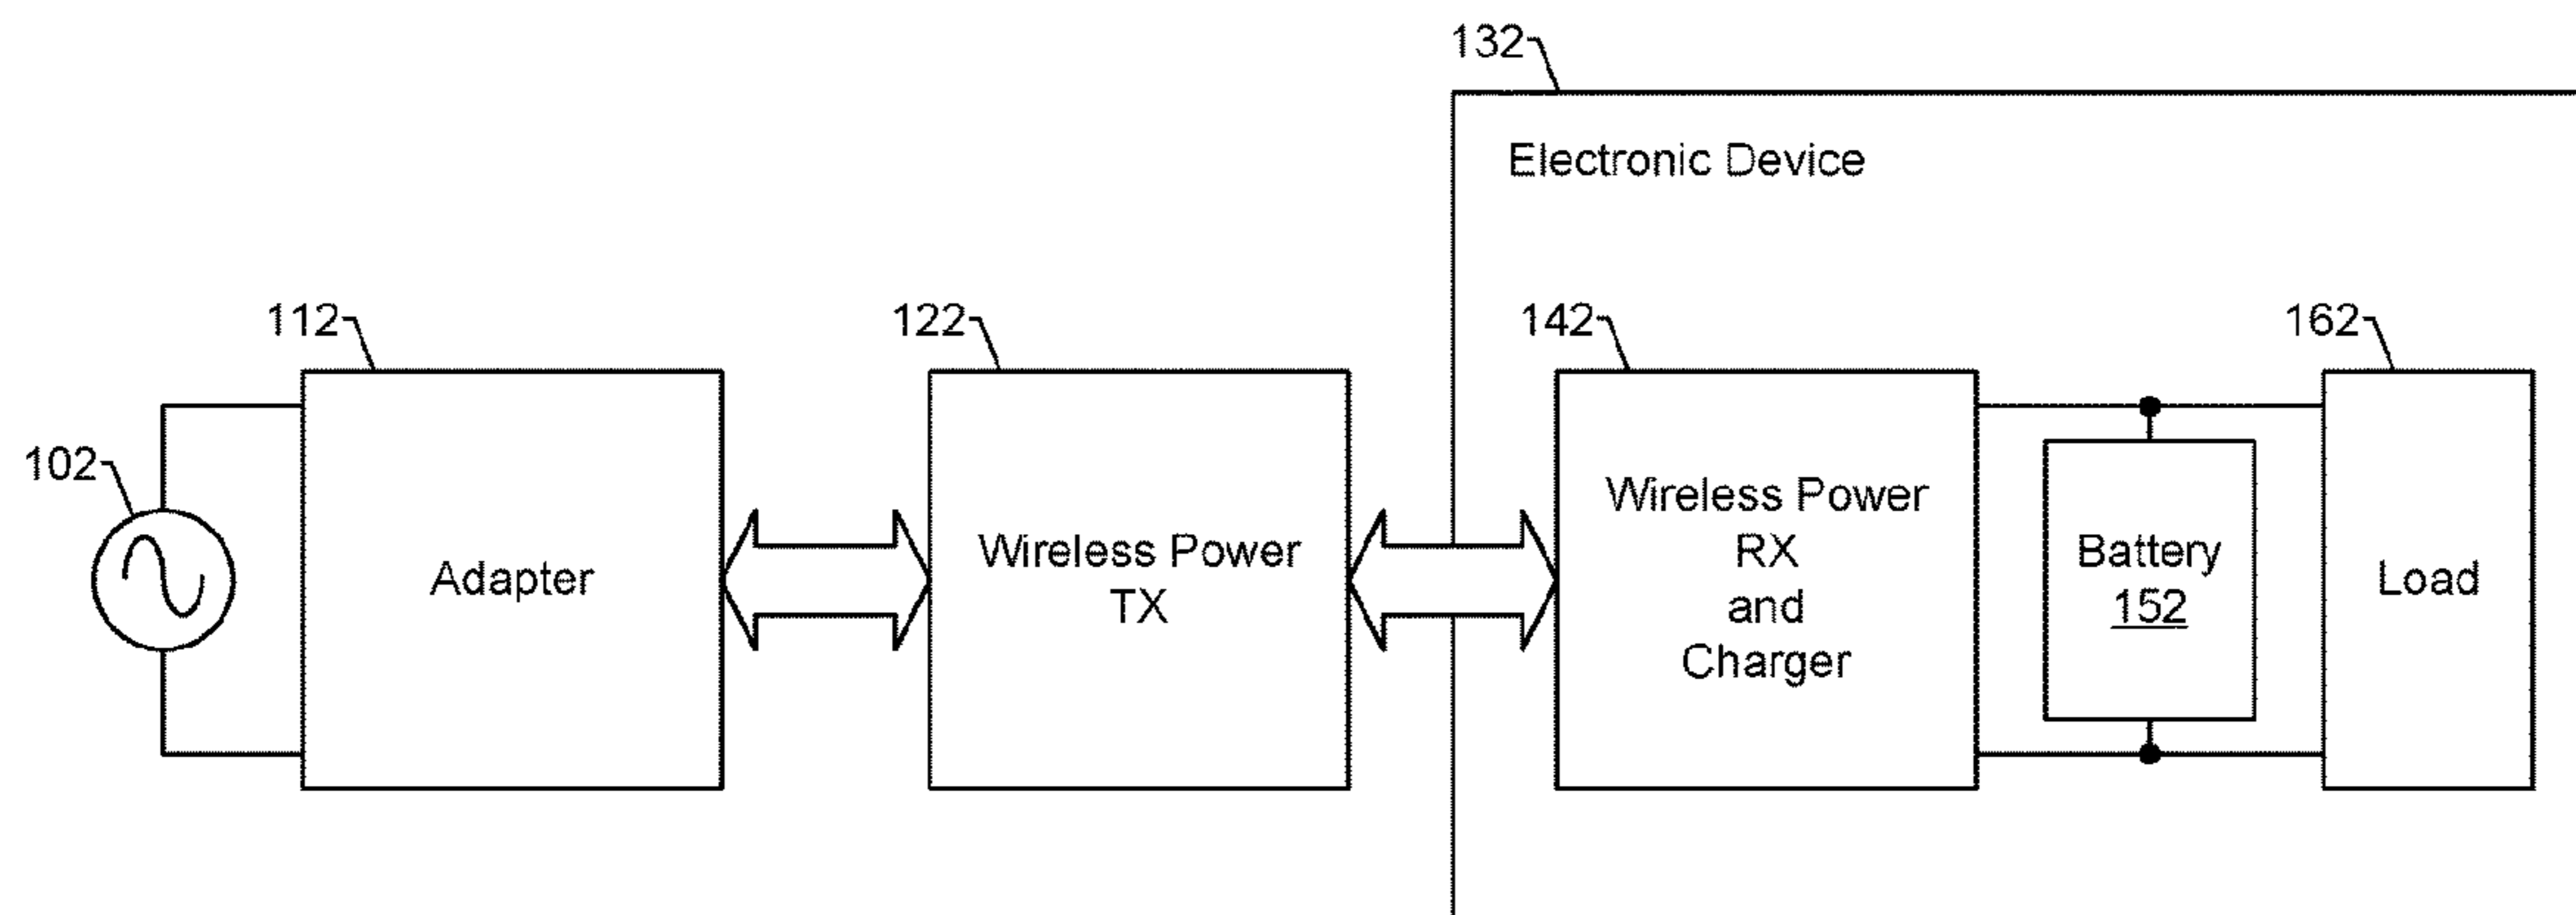 132
Electronic Device
112
122
142
162
102
Adapter
Wireless Power
TX
Wireless Power
RX
and
Charger
Battery
152
Load